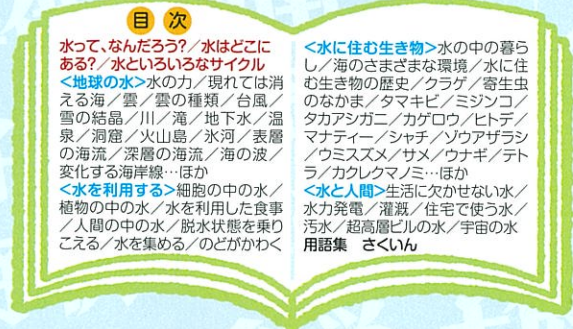 目次
水って、なんだろう?／水はどこに
ある?／水といろいろなサイクル
<地球の水>水の力／現れては消
える海／雲／雲の種類／台風／
雪の結晶／川／滝／地下水／温
泉／洞窟／火山島／氷河／表層
の海流／深層の海流／海の波／
変化する海岸線…ほか
<水を利用する>細胞の中の水／
植物の中の水／水を利用した食事
／人間の中の水／脱水状態を乗り
こえる／水を集める／のどがかわく
<水に住む生き物>水の中の暮ら
し／海のさまざまな環境／水に住
む生き物の歴史／クラゲ／寄生虫
のなかま／タマキビ／ミジンコ／
タカアシガニ／カゲロウ／ヒトデ／
マナティー／シャチ／ゾウアザラシ
／ウミスズメ／サメ／ウナギ／テト
ラ／カクレクマノミ…ほか
<水と人間>生活に欠かせない水／
水力発電／灌漑／住宅で使う水／
汚水／超高層ビルの水／宇宙の水
用語集　さくいん